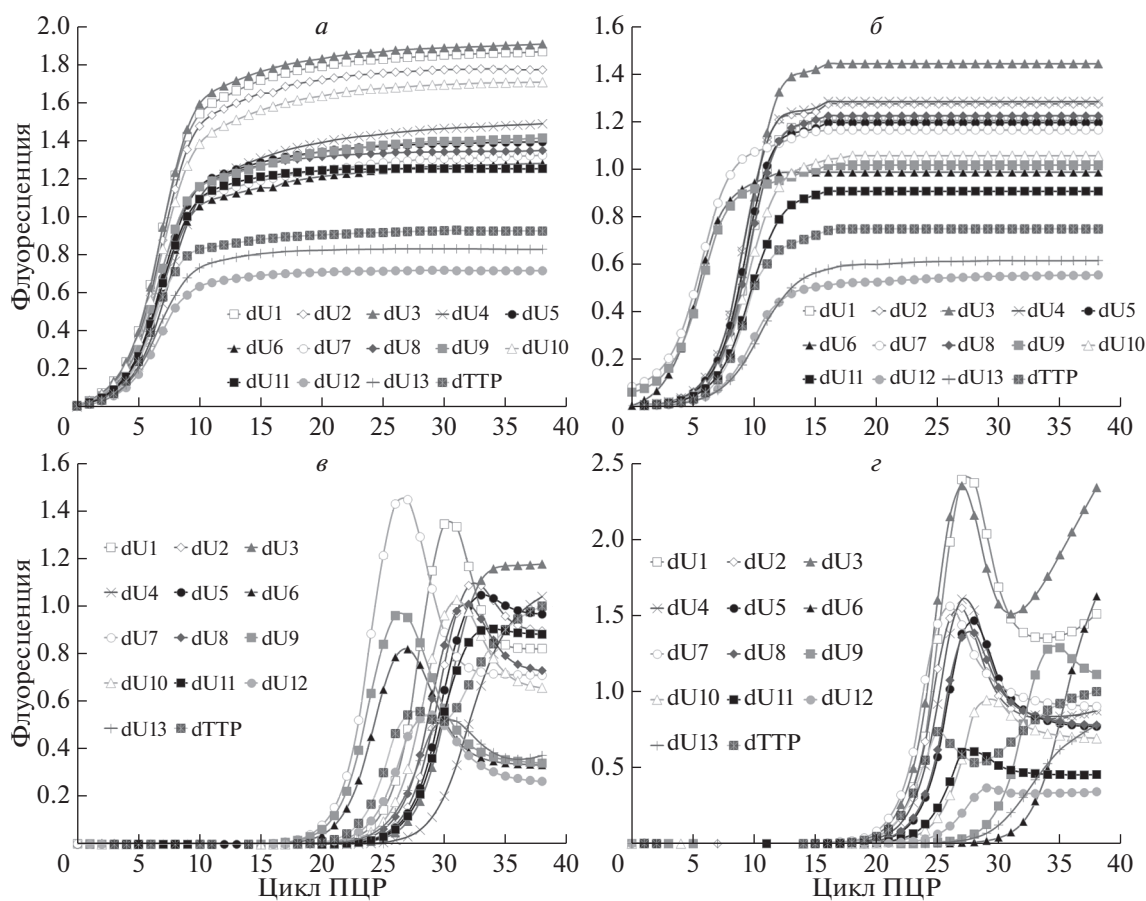 а
2.0
1.8
1.6
1.4
1.2
1.0
0.8
0.6
0.4
0.2
Флуоресценция
dU1 dU2 dU3 dU4 dU5
dU6 dU7 dU8 dU9 dU10
dU11 dU12 dU13 dTTP
0 5 10 15 20 25 30 35 40
б
1.4
1.2
1.0
0.8
0.6
0.4
0.2
dU1 dU2 dU3 dU4 dU5
dU6 dU7 dU8 dU9 dU10
dU11 dU12 dU13 dTTP
0 5 10 15 20 25 30 35 40
в
1.6
1.4
1.2
1.0
0.8
0.6
0.4
0.2
Флуоресценция
dU1 dU2 dU3
dU4 dU5 dU6
dU7 dU8 dU9
dU10 dU11 dU12
dU13 dTTP
0 5 10 15 20 25 30 35 40
Цикл ПЦР
г
2.5
2.0
1.5
1.0
0.5
dU1 dU2 dU3
dU4 dU5 dU6
dU7 dU8 dU9
dU10 dU11 dU12
dU13 dTTP
0 5 10 15 20 25 30 35 40
Цикл ПЦР